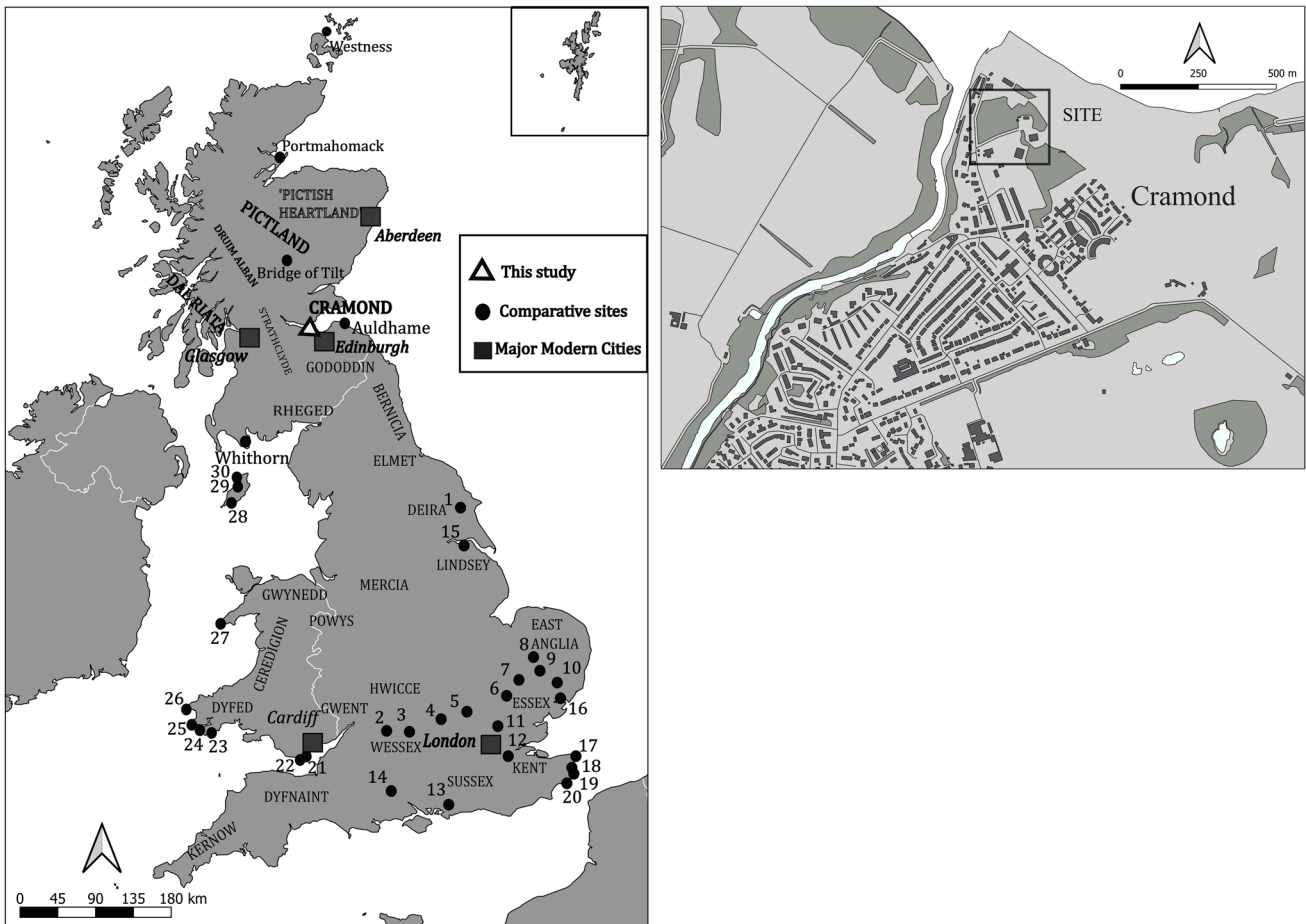 Westness
Portmahomack
'PICTISH
HEARTLAND'
PICTLAND
Aberdeen
DRUIM ALBAN
Bridge of Tilt
DAL RIATA
CRAMOND
Auldhame
STRATHCLYDE
Glasgow
Edinburgh
GODODDIN
BERNICIA
RHEGED
Whithorn
ELMET
30
29
28
DEIRA
1
15
LINDSEY
MERCIA
GWYNEDD
POWYS
27
CEREDIGION
EAST
ANGLIA
8
9
7
10
6
ESSEX
16
HWICCE
5
4
26
DYFED
GWENT
25
24
23
Cardiff
2
3
WESSEX
London
11
12
KENT
17
18
19
20
22
21
14
13
SUSSEX
DYFNAINT
KERNOW
0 45 90 135 180 km
This study
Comparative sites
Major Modern Cities
0 250 500 m
SITE
Cramond